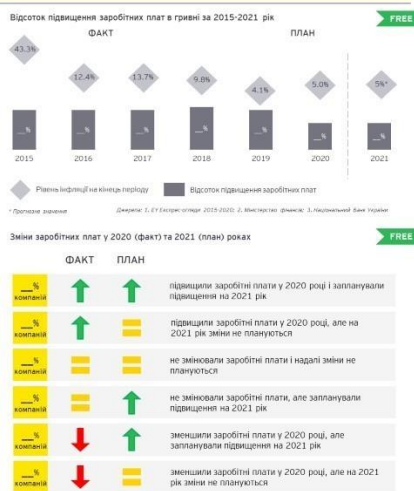 Відсоток підвищення заробітних плат в гривні за 2015-2021 рік
FREE
ФАКТ ПЛАН
43.3% 12.4% 13.7% 9.8% 4.1% 5.0% 5%*
__% __% __% __% __% __% __%
2015 2016 2017 2018 2019 2020 2021
Рівень інфляції на кінець періоду Відсоток підвищення заробітних плат
* Прогнозне значення Джерела: 1. EY Експрес-огляди 2015-2020; 2. Міністерство фінансів; 3. Національний банк України
Зміни заробітних плат у 2020 (факт) та 2021 (план) роках
FREE
ФАКТ ПЛАН
__% компаній
підвищили заробітні плати у 2020 році і запланували
підвищення на 2021 рік
__% компаній
підвищили заробітні плати у 2020 році, але на
2021 рік зміни не плануються
__% компаній
не змінювали заробітні плати і надалі зміни не
плануються
__% компаній
не змінювали заробітні плати, але запланували
підвищення на 2021 рік
__% компаній
зменшили заробітні плати у 2020 році, але
запланували підвищення на 2021 рік
__% компаній
зменшили заробітні плати у 2020 році, але на 2021
рік зміни не плануються